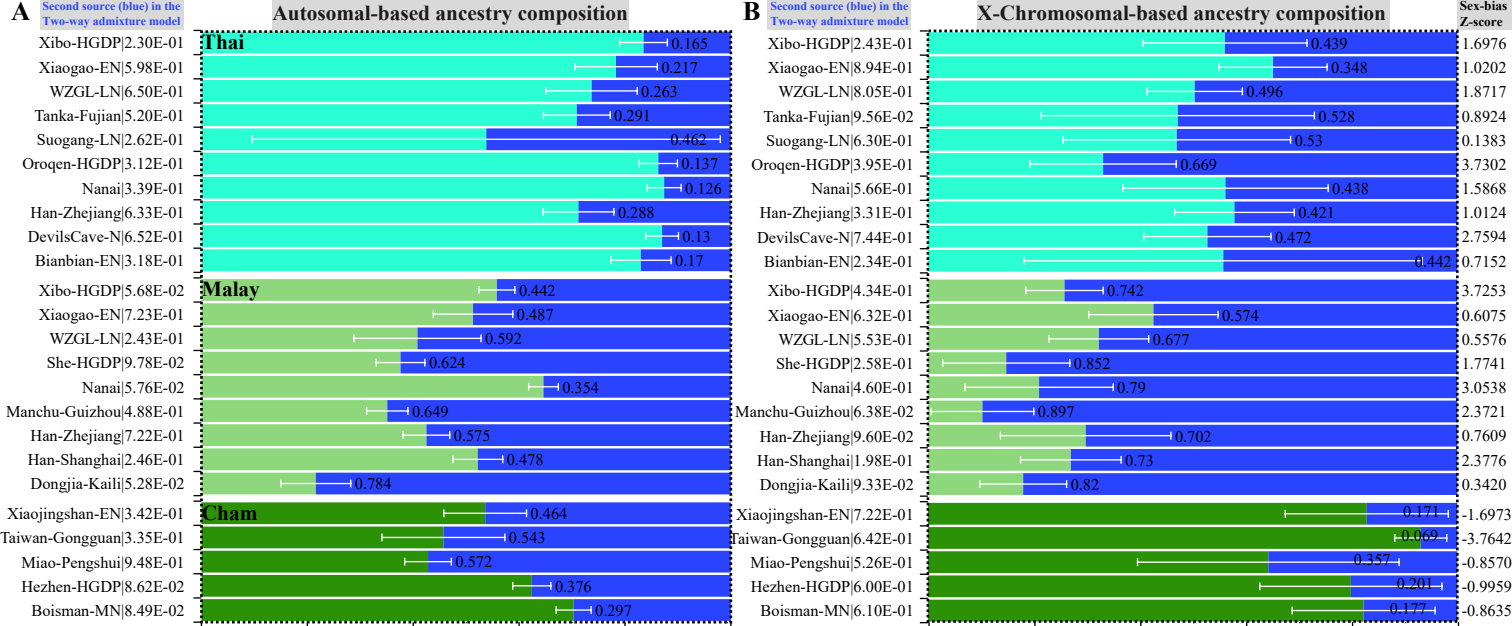 A
Second source (blue) in the
Two-way admixture model
Autosomal-based ancestry composition
Thai
Xibo-HGDP|2.30E-01 0.165
Xiaogao-EN|5.98E-01 0.217
WZGL-LN|6.50E-01 0.263
Tanka-Fujian|5.20E-01 0.291
Suogang-LN|2.62E-01 0.462
Oroqen-HGDP|3.12E-01 0.137
Nanai|3.39E-01 0.126
Han-Zhejiang|6.33E-01 0.288
DevilsCave-N|6.52E-01 0.13
Bianbian-EN|3.18E-01 0.17
Malay
Xibo-HGDP|5.68E-02 0.442
Xiaogao-EN|7.23E-01 0.487
WZGL-LN|2.43E-01 0.592
She-HGDP|9.78E-02 0.624
Nanai|5.76E-02 0.354
Manchu-Guizhou|4.88E-01 0.649
Han-Zhejiang|7.22E-01 0.575
Han-Shanghai|2.46E-01 0.478
Dongjia-Kaili|5.28E-02 0.784
Cham
Xiaojingshan-EN|3.42E-01 0.464
Taiwan-Gongguan|3.35E-01 0.543
Miao-Pengshui|9.48E-01 0.572
Hezhen-HGDP|8.62E-02 0.376
Boisman-MN|8.49E-02 0.297
B
Second source (blue) in the
Two-way admixture model
X-Chromosomal-based ancestry composition
Sex-bias
Z-score
Xibo-HGDP|2.43E-01 0.439 1.6976
Xiaogao-EN|8.94E-01 0.348 1.0202
WZGL-LN|8.05E-01 0.496 1.8717
Tanka-Fujian|9.56E-02 0.528 0.8924
Suogang-LN|6.30E-01 0.53 0.1383
Oroqen-HGDP|3.95E-01 0.669 3.7302
Nanai|5.66E-01 0.438 1.5868
Han-Zhejiang|3.31E-01 0.421 1.0124
DevilsCave-N|7.44E-01 0.472 2.7594
Bianbian-EN|2.34E-01 0.442 0.7152
Xibo-HGDP|4.34E-01 0.742 3.7253
Xiaogao-EN|6.32E-01 0.574 0.6075
WZGL-LN|5.53E-01 0.677 0.5576
She-HGDP|2.58E-01 0.852 1.7741
Nanai|4.60E-01 0.79 3.0538
Manchu-Guizhou|6.38E-02 0.897 2.3721
Han-Zhejiang|9.60E-02 0.702 0.7609
Han-Shanghai|1.98E-01 0.73 2.3776
Dongjia-Kaili|9.33E-02 0.82 0.3420
Xiaojingshan-EN|7.22E-01 0.171 -1.6973
Taiwan-Gongguan|6.42E-01 0.069 -3.7642
Miao-Pengshui|5.26E-01 0.357 -0.8570
Hezhen-HGDP|6.00E-01 0.201 -0.9959
Boisman-MN|6.10E-01 0.177 -0.8635